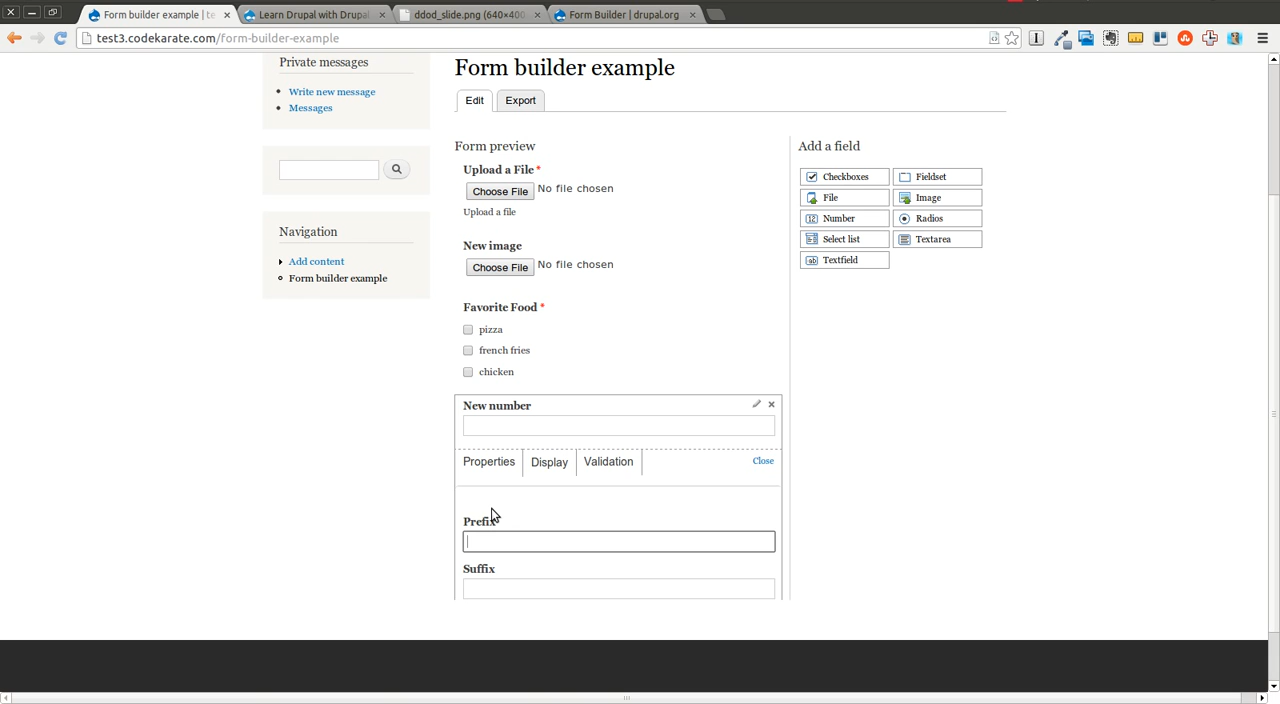 Form builder example | te
Learn Drupal with Drupal
ddod_slide.png (640×400
Form Builder | drupal.org
test3.codekarate.com/form-builder-example
Private messages
Write new message
Messages
Navigation
Add content
Form builder example
Form builder example
Edit
Export
Form preview
Upload a File *
Choose File No file chosen
Upload a file
New image
Choose File No file chosen
Favorite Food *
pizza
french fries
chicken
New number
Properties
Display
Validation
Close
Prefix
Suffix
Add a field
Checkboxes
Fieldset
File
Image
Number
Radios
Select list
Textarea
Textfield